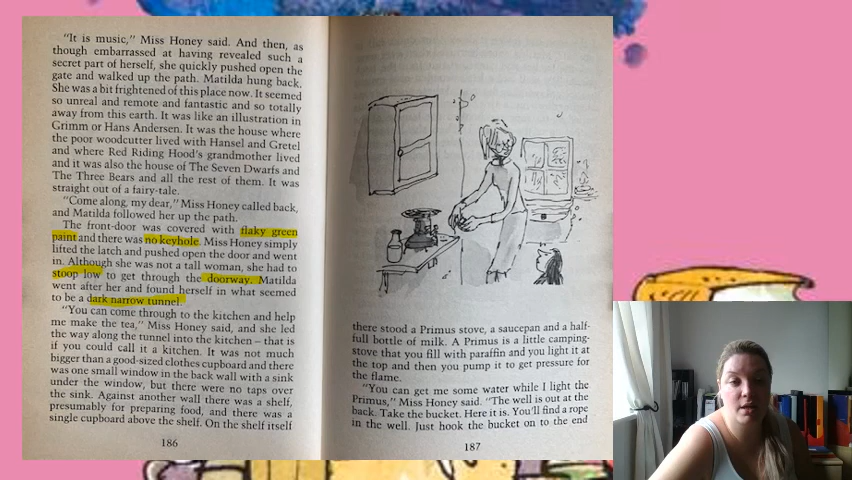 "It is music," Miss Honey said. And then, as
though embarrassed at having revealed such a
secret part of herself, she quickly pushed open the
gate and walked up the path. Matilda hung back.
She was a bit frightened of this place now. It seemed
so unreal and remote and fantastic and so totally
away from this earth. It was like an illustration in
Grimm or Hans Andersen. It was the house where
the poor woodcutter lived with Hansel and Gretel
and where Red Riding Hood's grandmother lived
and it was also the house of The Seven Dwarfs and
The Three Bears and all the rest of them. It was
straight out of a fairy-tale.
"Come along, my dear," Miss Honey called back,
and Matilda followed her up the path.
The front-door was covered with flaky green
paint and there was no keyhole. Miss Honey simply
lifted the latch and pushed open the door and went
in. Although she was not a tall woman, she had to
stoop low to get through the doorway. Matilda
went after her and found herself in what seemed
to be a dark narrow tunnel.
"You can come through to the kitchen and help
me make the tea," Miss Honey said, and she led
the way along the tunnel into the kitchen – that is
if you could call it a kitchen. It was not much
bigger than a good-sized clothes cupboard and there
was one small window in the back wall with a sink
under the window, but there were no taps over
the sink. Against another wall there was a shelf,
presumably for preparing food, and there was a
single cupboard above the shelf. On the shelf itself
186
there stood a Primus stove, a saucepan and a half-
full bottle of milk. A Primus is a little camping-
stove that you fill with paraffin and you light it at
the top and then you pump it to get pressure for
the flame.
"You can get me some water while I light the
Primus," Miss Honey said. "The well is out at the
back. Take the bucket. Here it is. You'll find a rope
in the well. Just hook the bucket on to the end
187